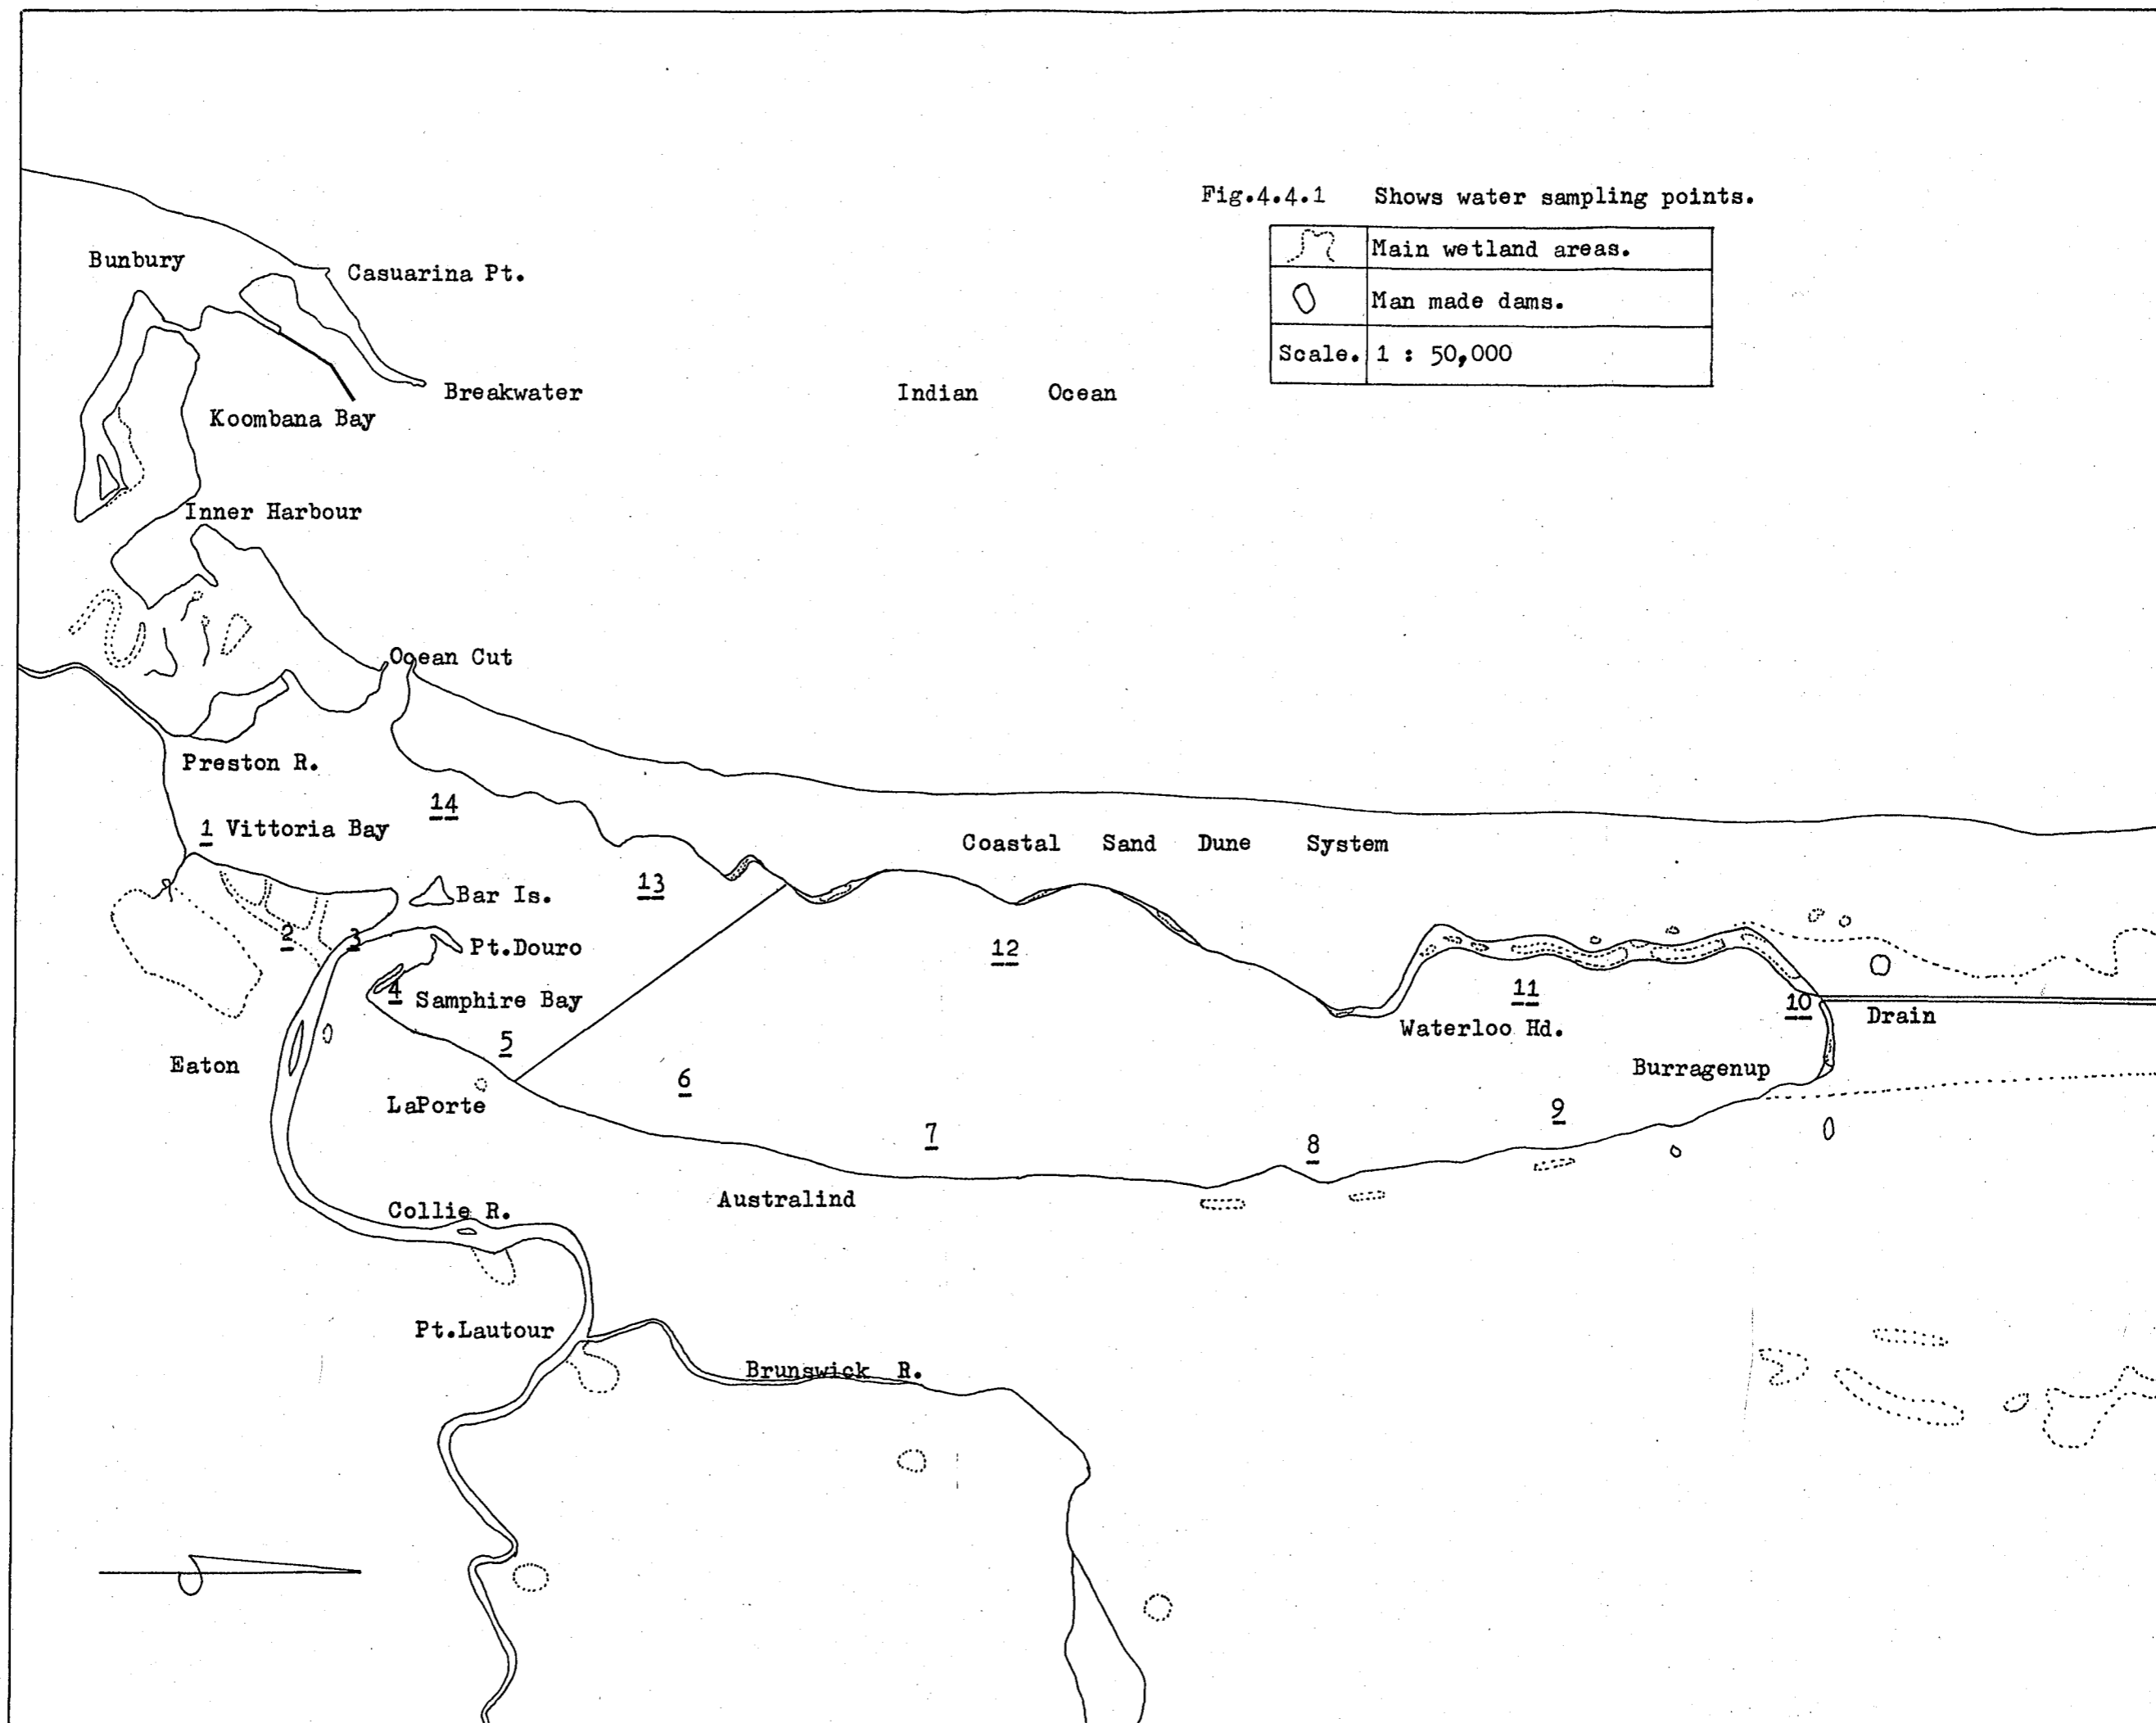 Fig.4.4.1 Shows water sampling points.
Main wetland areas.
Man made dams.
Scale. 1 : 50,000
Bunbury
Casuarina Pt.
Breakwater
Koombana Bay
Indian Ocean
Inner Harbour
Ocean Cut
Preston R.
14
1 Vittoria Bay
Coastal Sand Dune System
13
Bar Is.
2
3
Pt.Douro
12
4
Samphire Bay
11
10
Waterloo Hd.
Drain
5
Eaton
6
Burragenup
LaPorte
9
7
8
Australind
Collie R.
Pt.Lautour
Brunswick R.